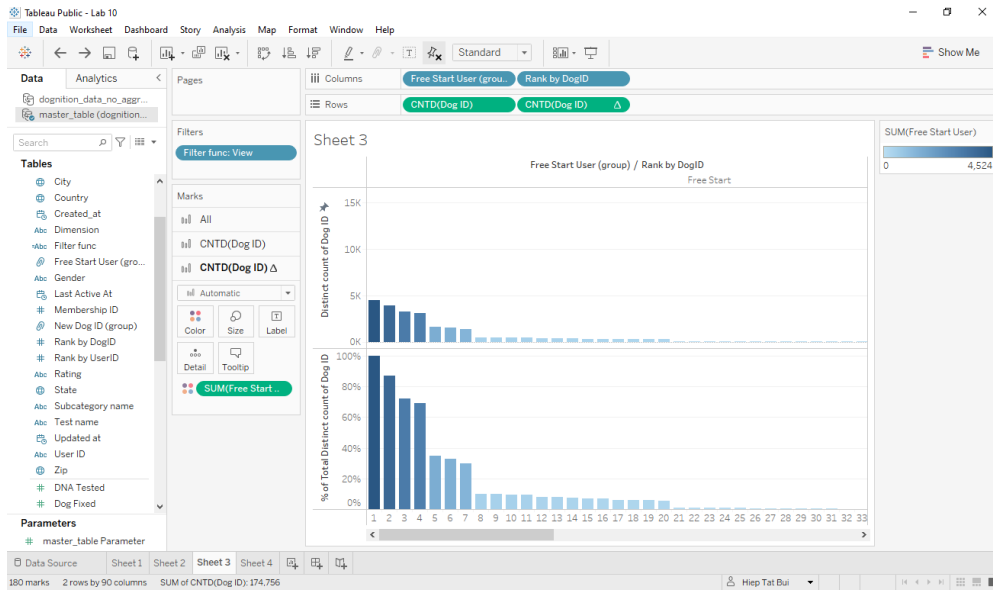 Tableau Public - Lab 10
File Data Worksheet Dashboard Story Analysis Map Format Window Help
Standard
Show Me
Data Analytics
dognition_data_no_aggr...
master_table (dognition...
Search
Tables
City
Country
Created_at
Abc Dimension
=Abc Filter func
Free Start User (gro...
Abc Gender
Last Active At
# Membership ID
New Dog ID (group)
# Rank by DogID
# Rank by UserID
Abc Rating
State
Abc Subcategory name
Abc Test name
Updated at
Abc User ID
Zip
# DNA Tested
# Dog Fixed
Parameters
# master_table Parameter
Pages
Filters
Filter func: View
Marks
All
CNTD(Dog ID)
CNTD(Dog ID) Δ
Automatic
Color Size Label
Detail Tooltip
SUM(Free Start ..
Columns Free Start User (grou.. Rank by DogID
Rows CNTD(Dog ID) CNTD(Dog ID) Δ
Sheet 3
Free Start User (group) / Rank by DogID
Free Start
Distinct count of Dog ID
15K
10K
5K
0K
% of Total Distinct count of Dog ID
100%
80%
60%
40%
20%
0%
1 2 3 4 5 6 7 8 9 10 11 12 13 14 15 16 17 18 19 20 21 22 23 24 25 26 27 28 29 30 31 32 33
SUM(Free Start User)
0 4,524
Data Source Sheet 1 Sheet 2 Sheet 3 Sheet 4
180 marks 2 rows by 90 columns SUM of CNTD(Dog ID): 174,756
Hiep Tat Bui